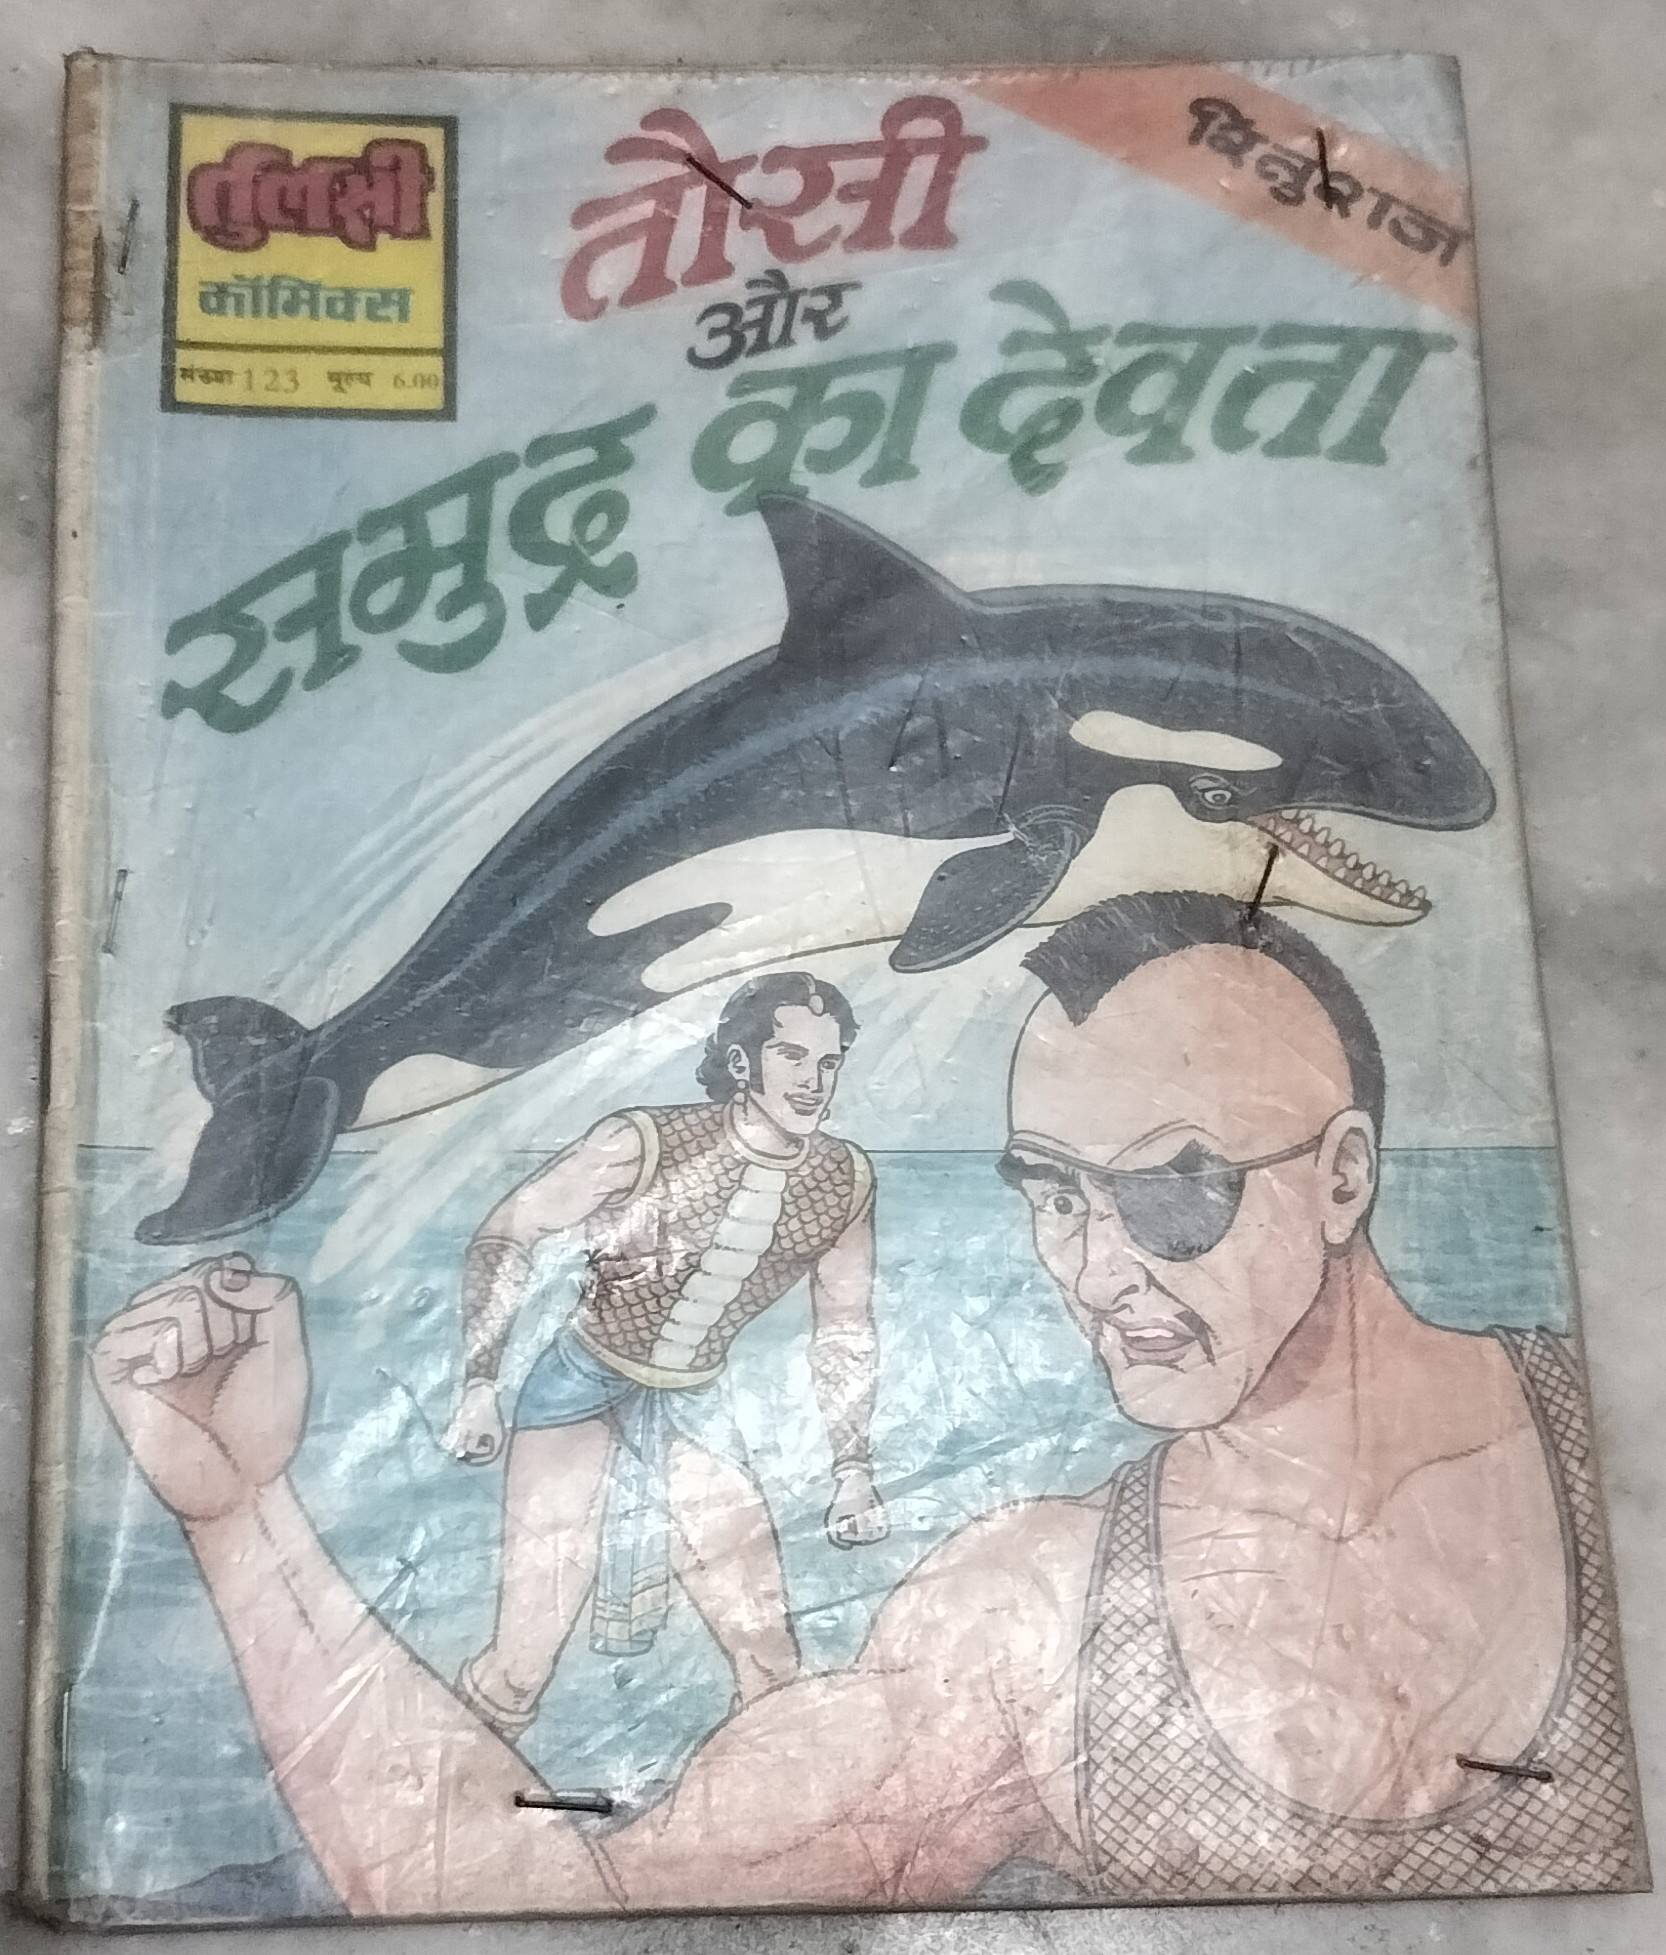 तुलसी
कॉमिक्स
संख्या 123 मूल्य 6.00
तौसी
और
समुद्र का देवता
बिनुराज